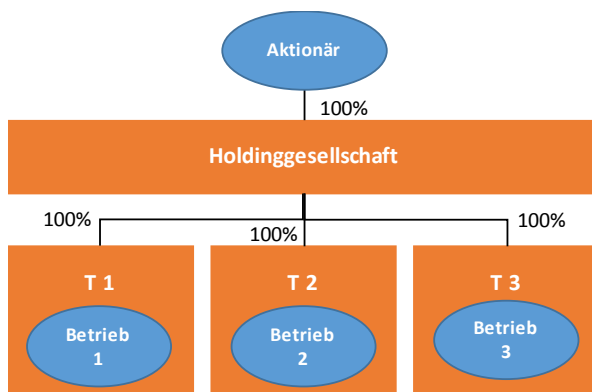 Aktionär
100%
Holdinggesellschaft
100%
100%
100%
T 1
T 2
T 3
Betrieb
1
Betrieb
2
Betrieb
3